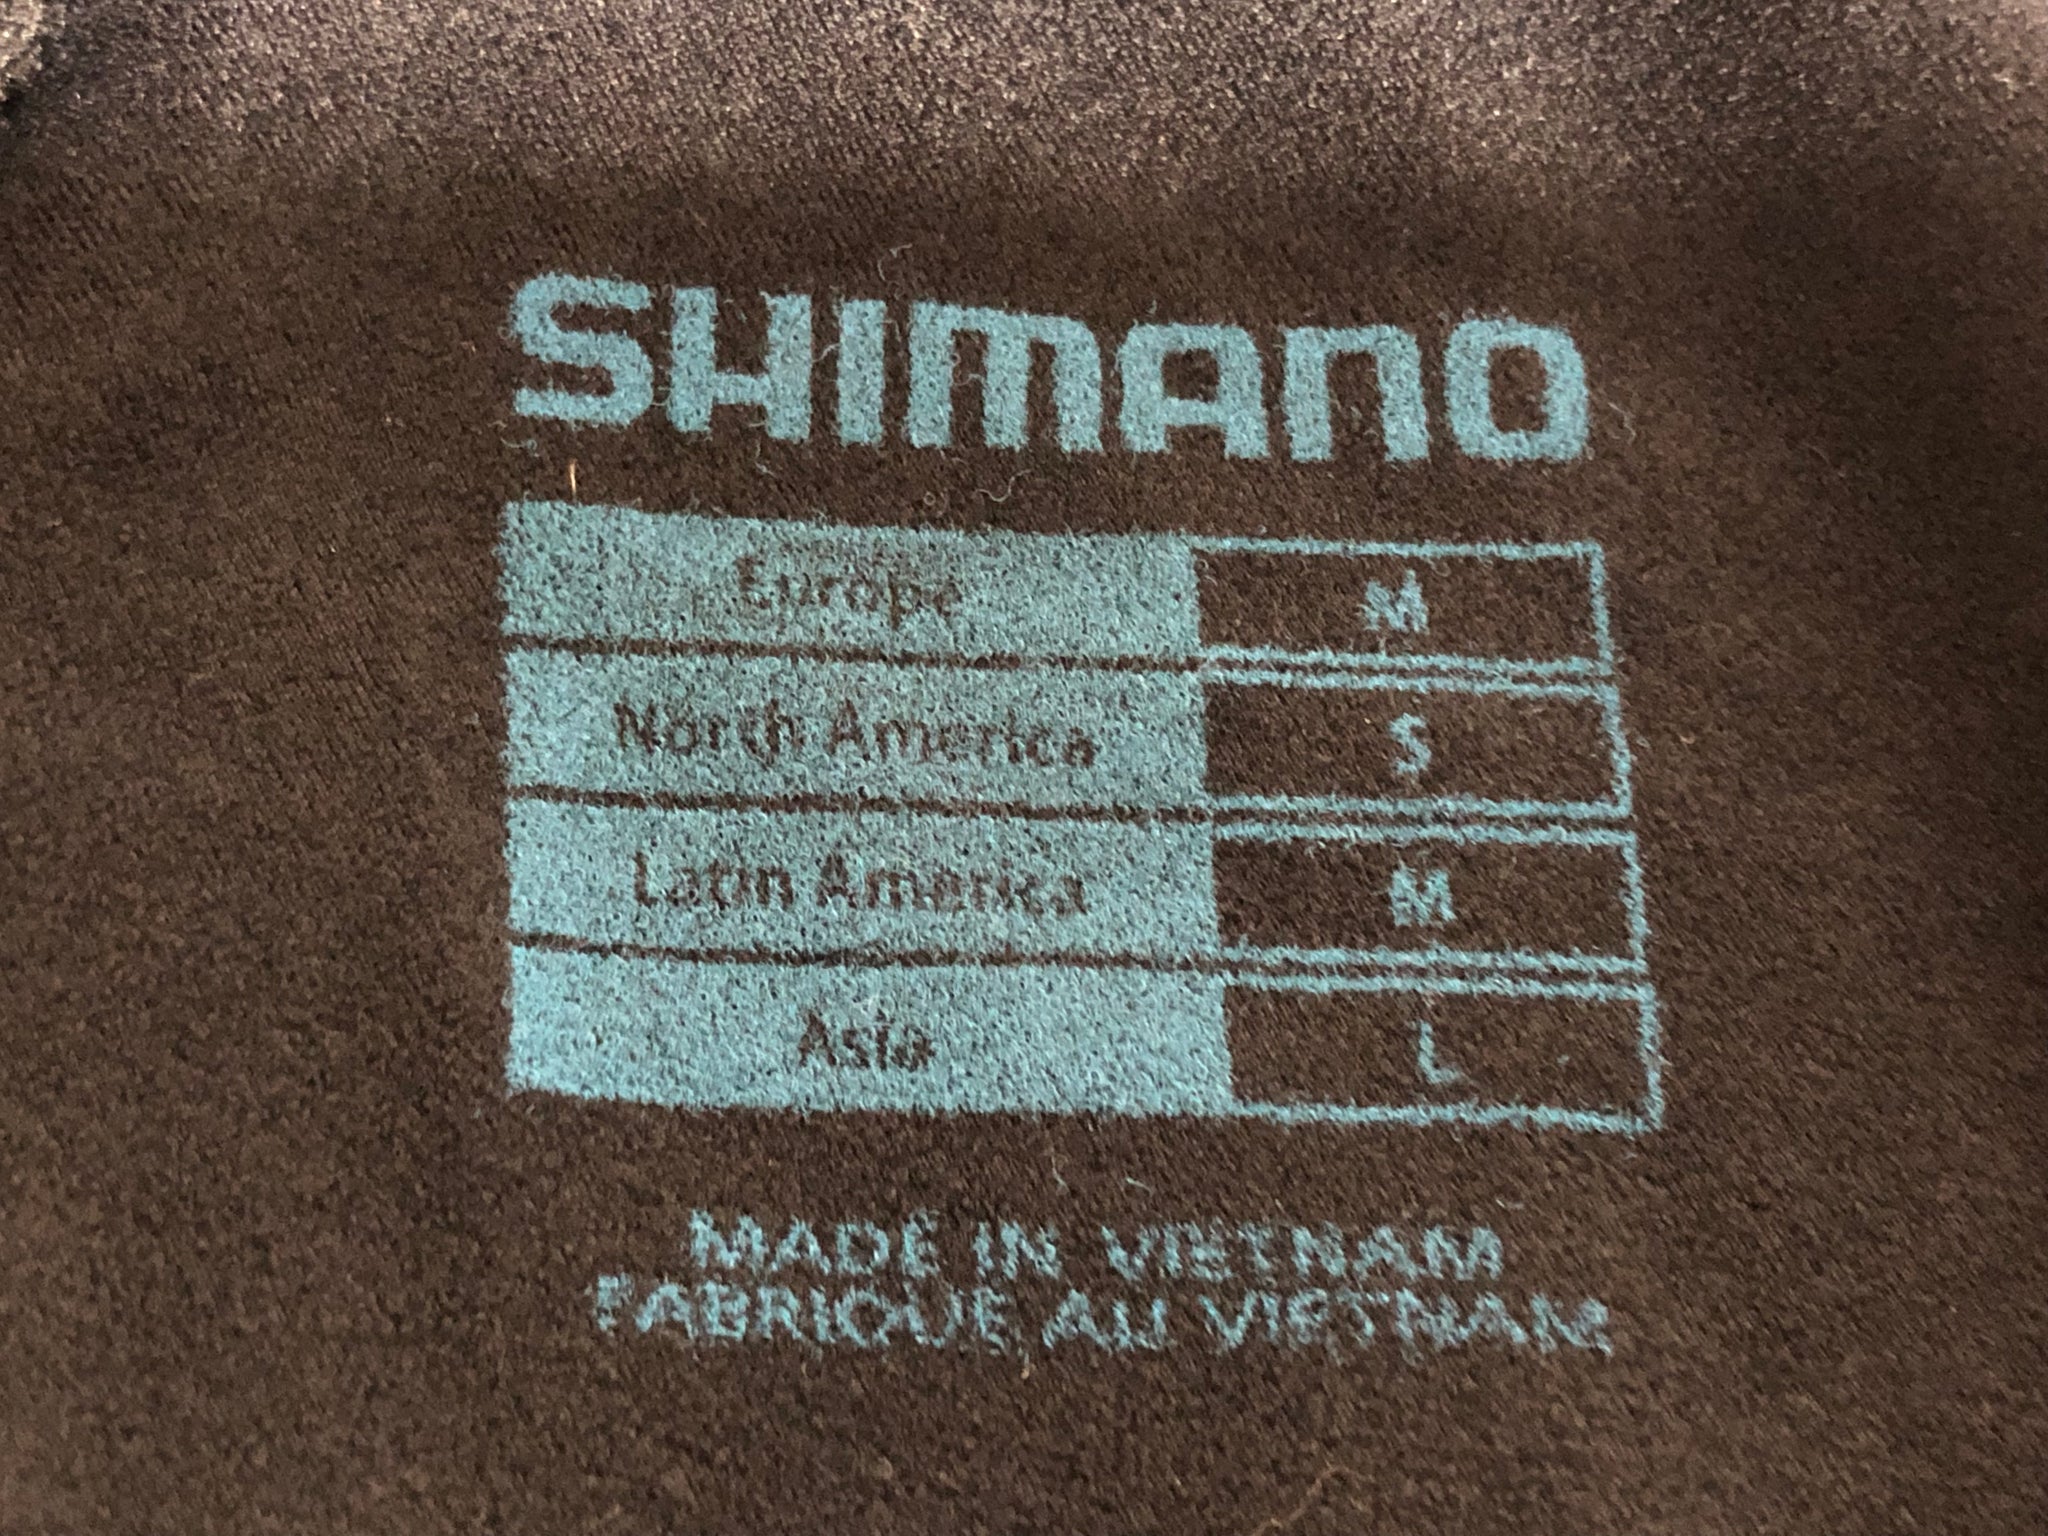 SHIMANO
Europe M
North America S
Latin America M
Asia L
MADE IN VIETNAM
FABRIQUE AU VIETNAM